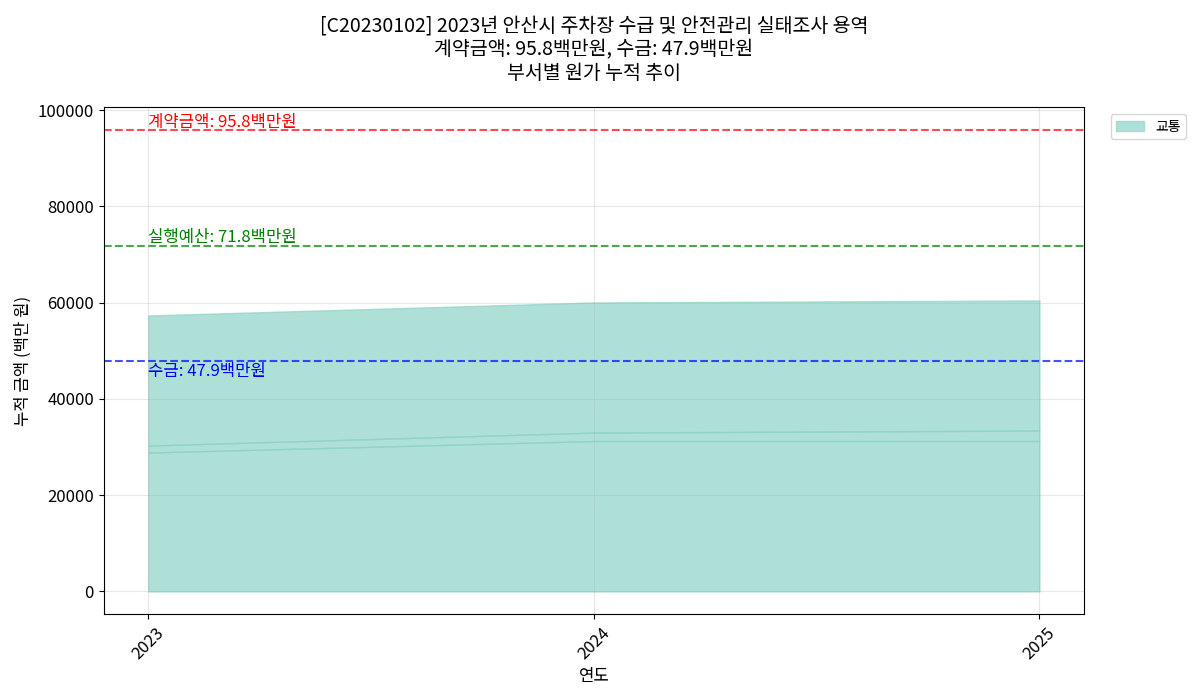 [C20230102] 2023년 안산시 주차장 수급 및 안전관리 실태조사 용역
계약금액: 95.8백만원, 수금: 47.9백만원
부서별 원가 누적 추이
100000
80000
60000
40000
20000
0
누적 금액 (백만 원)
계약금액: 95.8백만원
실행예산: 71.8백만원
수금: 47.9백만원
교통
2023
2024
2025
연도